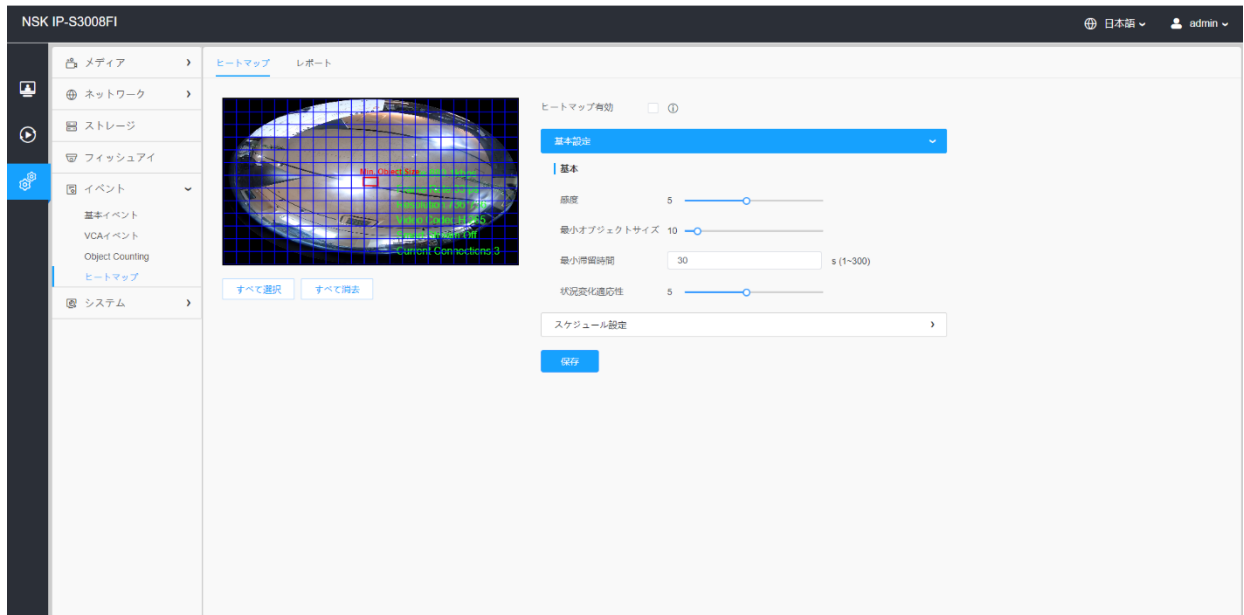 NSK IP-S3008FI
日本語
admin
メディア
ネットワーク
ストレージ
フィッシュアイ
イベント
基本イベント
VCAイベント
Object Counting
ヒートマップ
システム
ヒートマップ
レポート
Min. Object Size
Video Codec H.265
Off
Current Connections 3
すべて選択
すべて消去
ヒートマップ有効
基本設定
基本
感度
5
最小オブジェクトサイズ
10
最小滞留時間
30
s (1~300)
状況変化適応性
5
スケジュール設定
保存